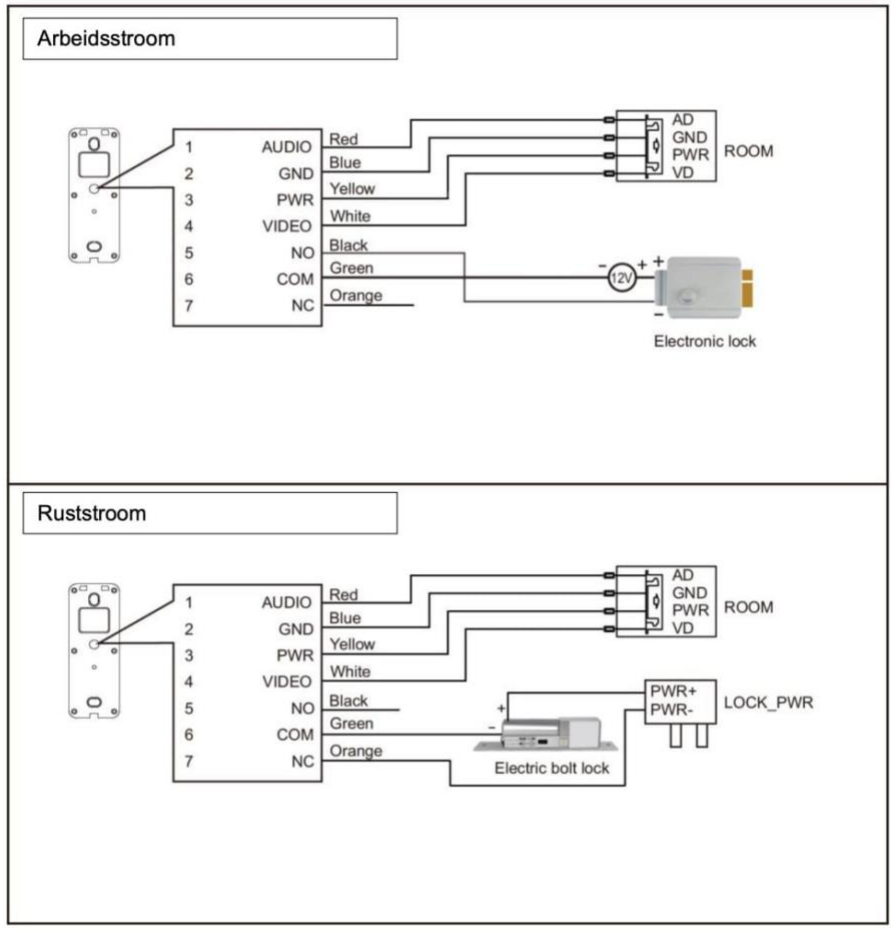 Arbeidsstroom
1 AUDIO Red
2 GND Blue
3 PWR Yellow
4 VIDEO White
5 NO Black
6 COM Green
7 NC Orange
AD
GND
PWR
VD
ROOM
- 12V + +
-
Electronic lock
Ruststroom
1 AUDIO Red
2 GND Blue
3 PWR Yellow
4 VIDEO White
5 NO Black
6 COM Green
7 NC Orange
AD
GND
PWR
VD
ROOM
+
-
Electric bolt lock
PWR+
PWR-
LOCK_PWR